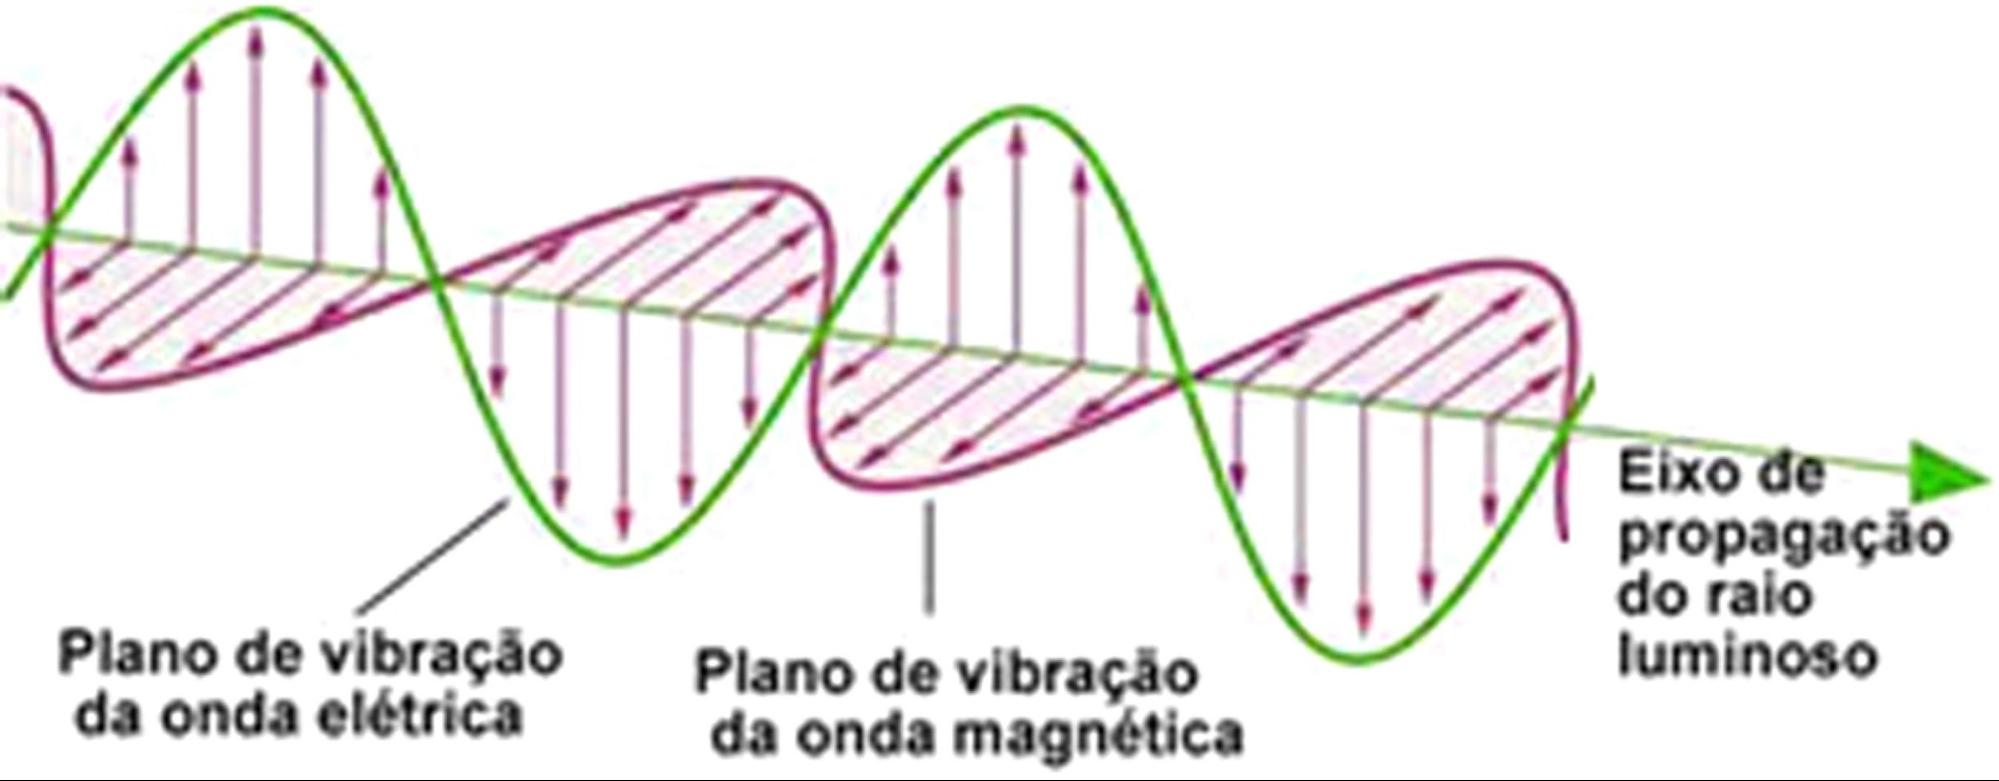 Plano de vibração
da onda elétrica
Plano de vibração
da onda magnética
Eixo de
propagação
do raio
luminoso